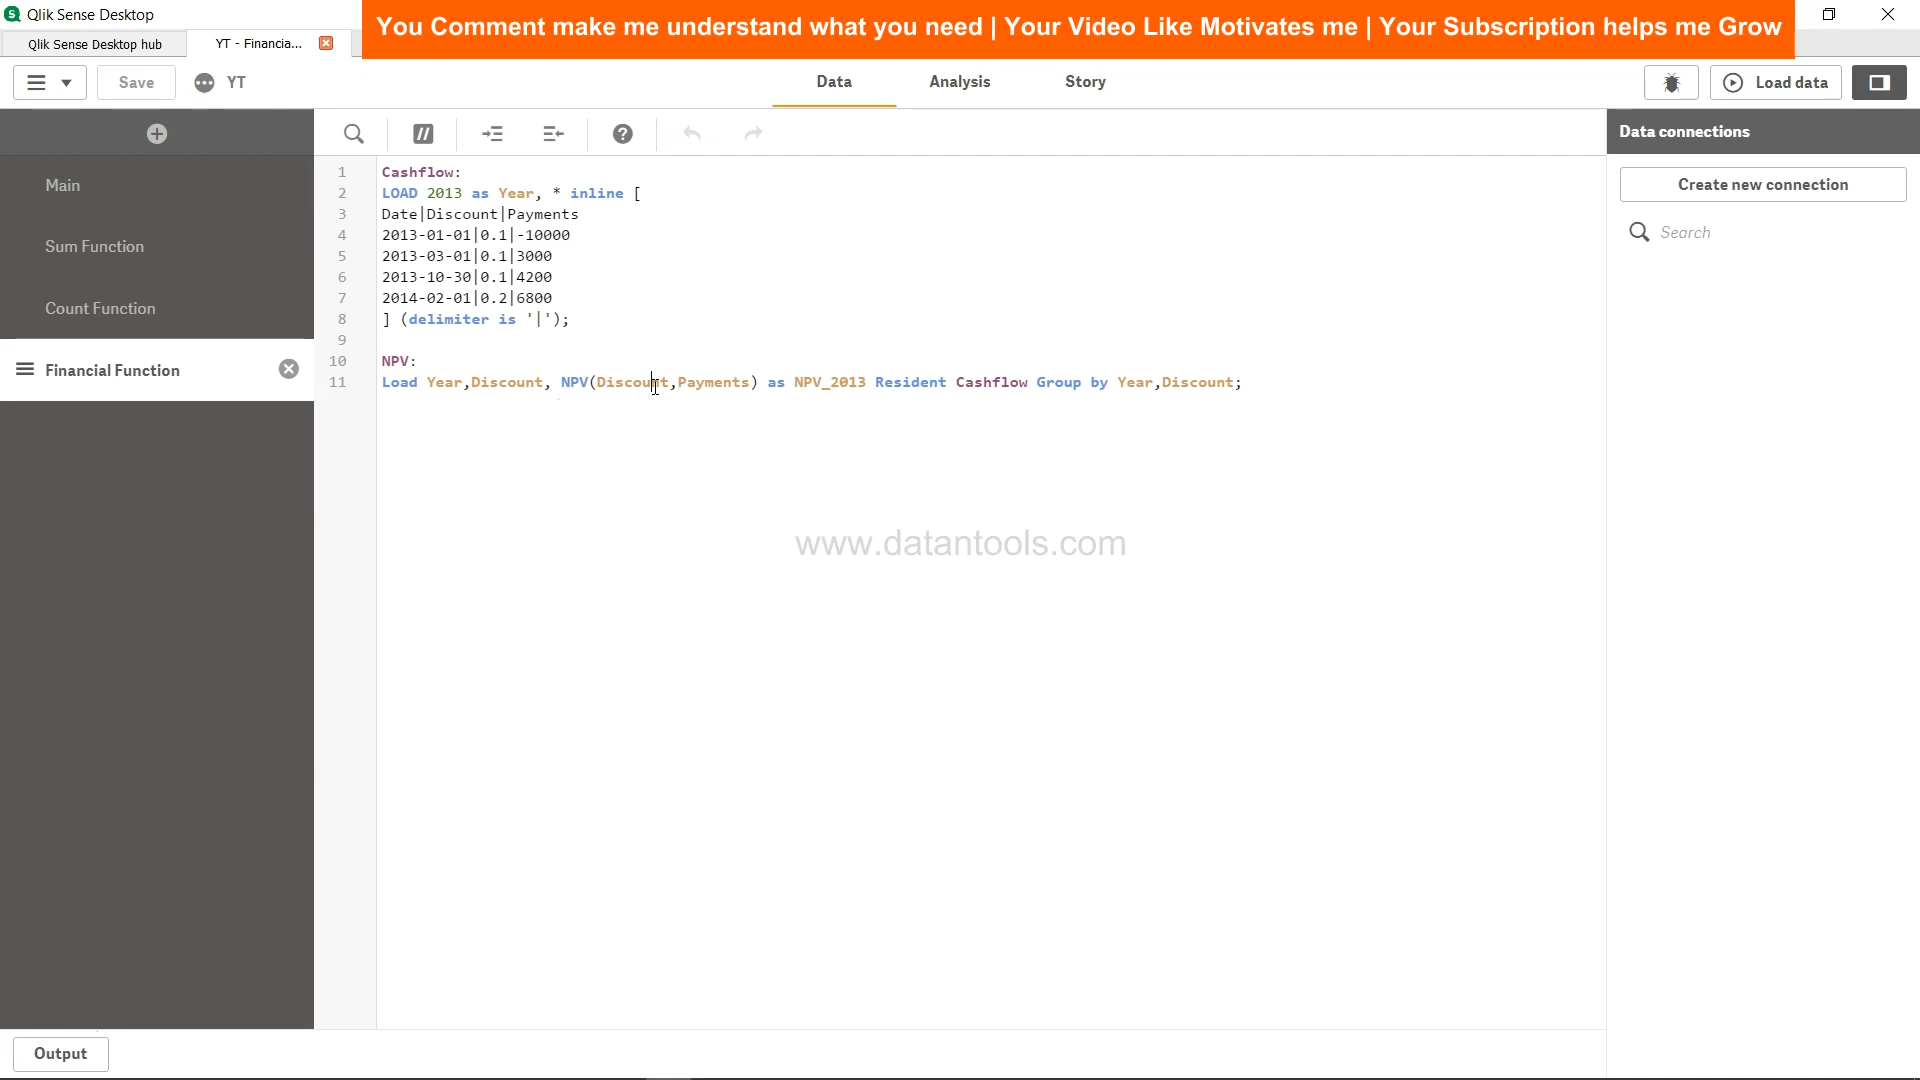 Qlik Sense Desktop
You Comment make me understand what you need | Your Video Like Motivates me | Your Subscription helps me Grow
Qlik Sense Desktop hub
YT - Financia...
Save
YT
Data
Analysis
Story
Load data
Data connections
Create new connection
Search
Main
Sum Function
Count Function
Financial Function
1 Cashflow:
2 LOAD 2013 as Year, * inline [
3 Date|Discount|Payments
4 2013-01-01|0.1|-10000
5 2013-03-01|0.1|3000
6 2013-10-30|0.1|4200
7 2014-02-01|0.2|6800
8 ] (delimiter is '|');
9
10 NPV:
11 Load Year,Discount, NPV(Discount,Payments) as NPV_2013 Resident Cashflow Group by Year,Discount;
www.datantools.com
Output